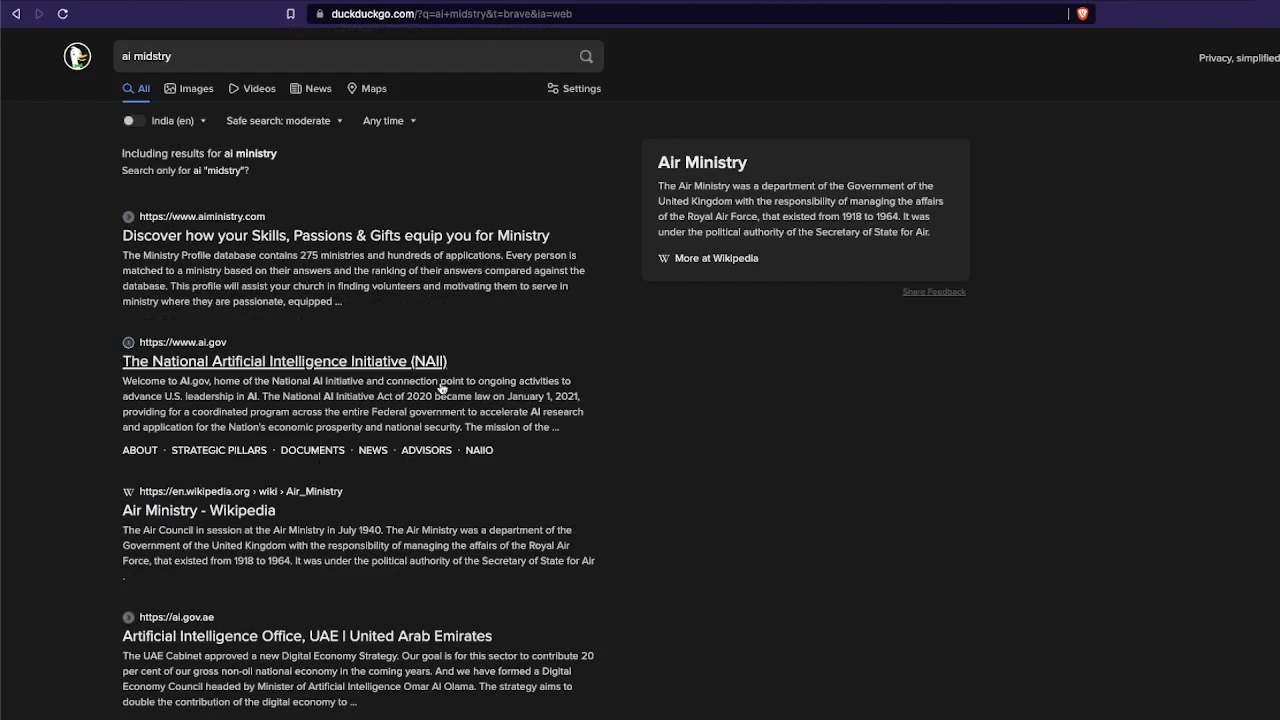 duckduckgo.com/?q=ai+midstry&t=brave&ia=web
ai midstry
Privacy, simplified
All Images Videos News Maps Settings
India (en) Safe search: moderate Any time
Including results for ai ministry
Search only for ai "midstry"?
https://www.aiministry.com
Discover how your Skills, Passions & Gifts equip you for Ministry
The Ministry Profile database contains 275 ministries and hundreds of applications. Every person is
matched to a ministry based on their answers and the ranking of their answers compared against the
database. This profile will assist your church in finding volunteers and motivating them to serve in
ministry where they are passionate, equipped ...
https://www.ai.gov
The National Artificial Intelligence Initiative (NAII)
Welcome to AI.gov, home of the National AI Initiative and connection point to ongoing activities to
advance U.S. leadership in AI. The National AI Initiative Act of 2020 became law on January 1, 2021,
providing for a coordinated program across the entire Federal government to accelerate AI research
and application for the Nation's economic prosperity and national security. The mission of the ...
ABOUT · STRATEGIC PILLARS · DOCUMENTS · NEWS · ADVISORS · NAIIO
W https://en.wikipedia.org › wiki › Air_Ministry
Air Ministry - Wikipedia
The Air Council in session at the Air Ministry in July 1940. The Air Ministry was a department of the
Government of the United Kingdom with the responsibility of managing the affairs of the Royal Air
Force, that existed from 1918 to 1964. It was under the political authority of the Secretary of State for Air
.
https://ai.gov.ae
Artificial Intelligence Office, UAE | United Arab Emirates
The UAE Cabinet approved a new Digital Economy Strategy. Our goal is for this sector to contribute 20
per cent of our gross non-oil national economy in the coming years. And we have formed a Digital
Economy Council headed by Minister of Artificial Intelligence Omar Al Olama. The strategy aims to
double the contribution of the digital economy to ...
Air Ministry
The Air Ministry was a department of the Government of the
United Kingdom with the responsibility of managing the affairs
of the Royal Air Force, that existed from 1918 to 1964. It was
under the political authority of the Secretary of State for Air.
W More at Wikipedia
Share Feedback